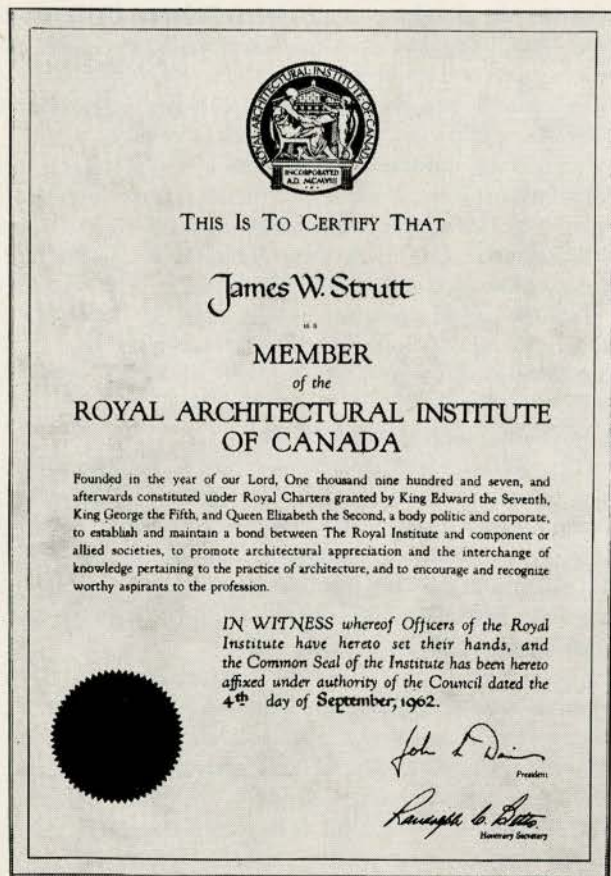 ROYAL ARCHITECTURAL INSTITUTE OF CANADA
INCORPORATED
A.D. MCMVIII
THIS IS TO CERTIFY THAT
James W. Strutt
is a
MEMBER
of the
ROYAL ARCHITECTURAL INSTITUTE
OF CANADA
Founded in the year of our Lord, One thousand nine hundred and seven, and
afterwards constituted under Royal Charters granted by King Edward the Seventh,
King George the Fifth, and Queen Elizabeth the Second, a body politic and corporate,
to establish and maintain a bond between The Royal Institute and component or
allied societies, to promote architectural appreciation and the interchange of
knowledge pertaining to the practice of architecture, and to encourage and recognize
worthy aspirants to the profession.
IN WITNESS whereof Officers of the Royal
Institute have hereto set their hands, and
the Common Seal of the Institute has been hereto
affixed under authority of the Council dated the
4th day of September, 1962.
John L Davies
President
Randolph C. Betts
Honorary Secretary